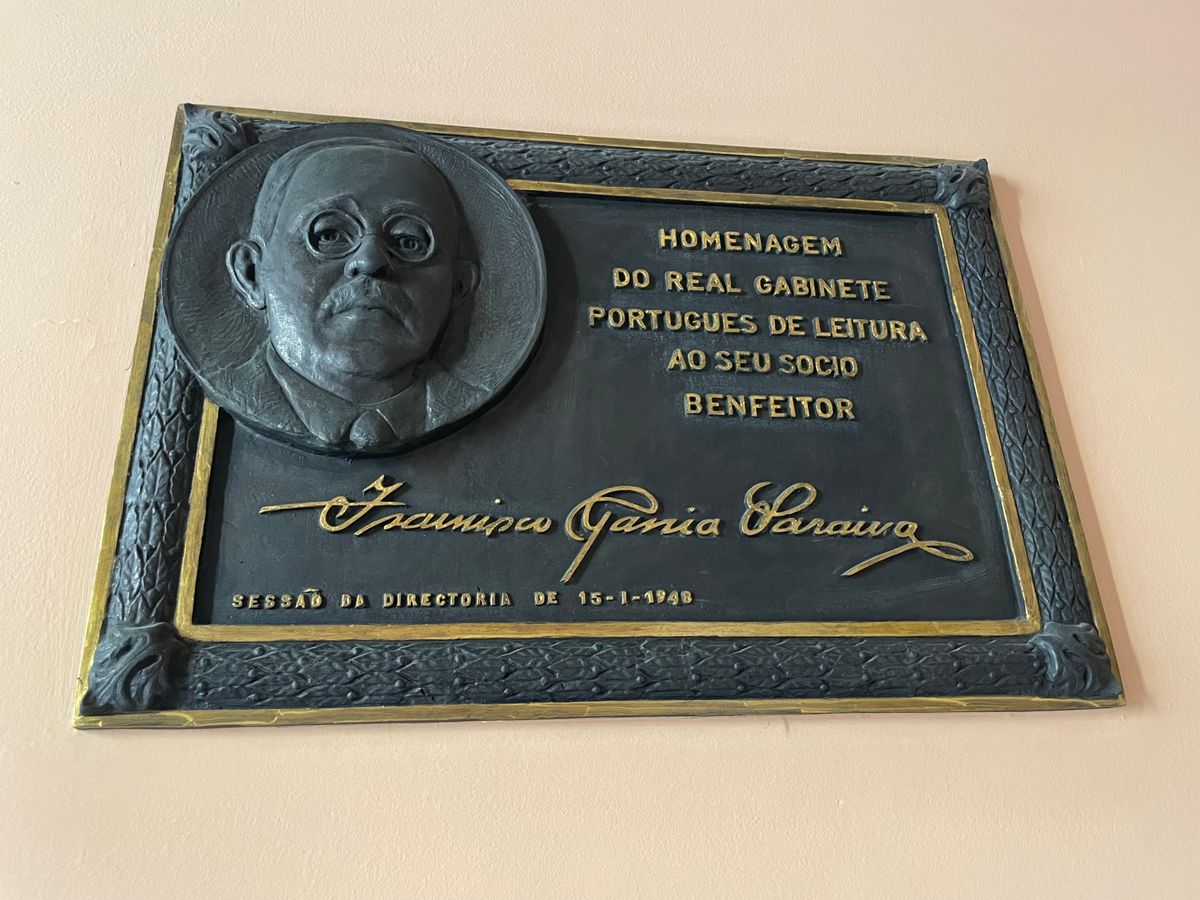 HOMENAGEM
DO REAL GABINETE
PORTUGUES DE LEITURA
AO SEU SOCIO
BENFEITOR
Francisco Garcia Saraiva
SESSÃO DA DIRECTORIA DE 15-1-1948